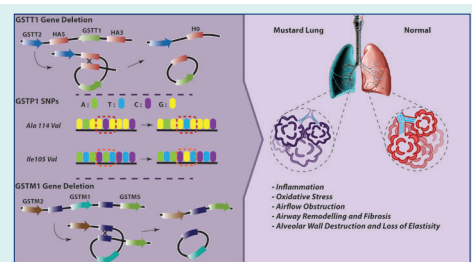 GSTT1 Gene Deletion
GSTT2 HA5 GSTT1 HA3
H0
X
GSTP1 SNPs
A: T: C: G:
Ala 114 Val
Ile105 Val
GSTM1 Gene Deletion
GSTM2 GSTM1 GSTM5
X
Mustard Lung Normal
- Inflammation
- Oxidative Stress
- Airflow Obstruction
- Airway Remodelling and Fibrosis
- Alveolar Wall Destruction and Loss of Elasticity